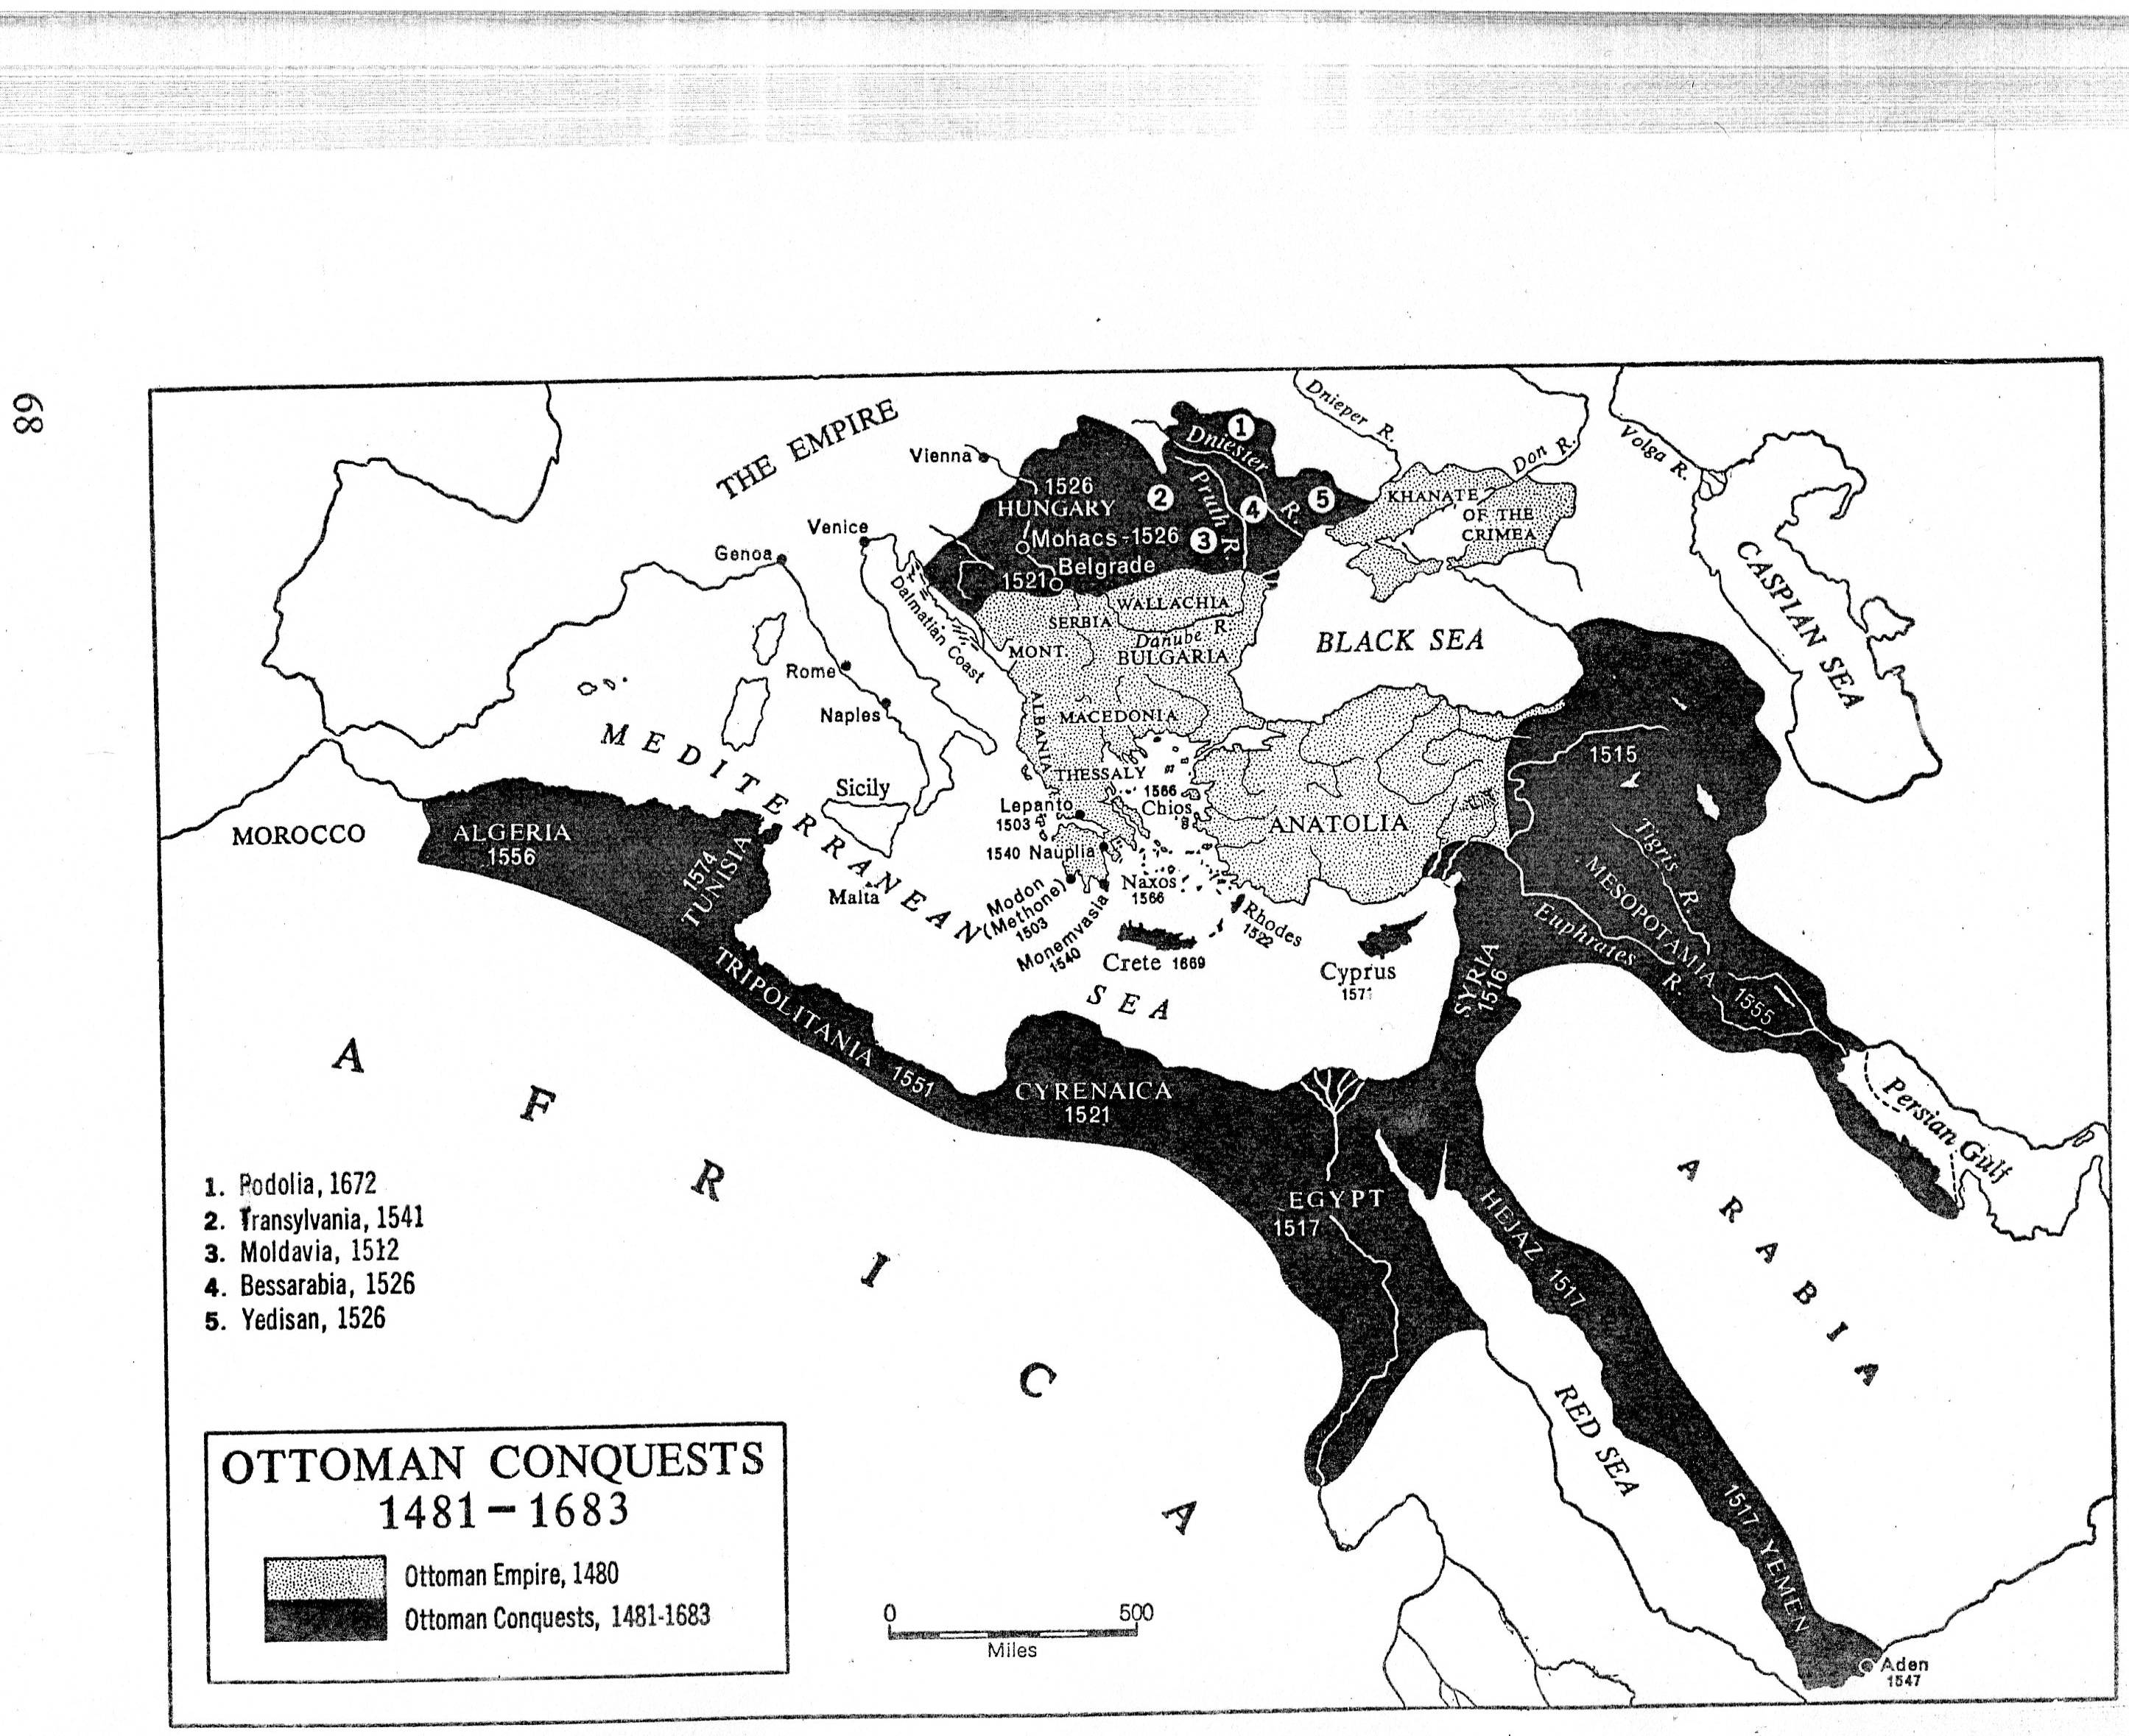 68
THE EMPIRE
Vienna
Venice
Genoa
Rome
Naples
Sicily
Malta
Dnieper R.
Don R.
Volga R.
1
Dniester R.
2
Pruth R.
3
4
5
1526
HUNGARY
Mohacs-1526
Belgrade
1521
KHANATE
OF THE
CRIMEA
CASPIAN SEA
Dalmatian Coast
WALLACHIA
SERBIA
Danube R.
MONT.
BULGARIA
BLACK SEA
ALBANIA
MACEDONIA
THESSALY
1566
Chios
Lepanto
1503
1540 Nauplia
ANATOLIA
Modon
(Methone)
1503
Monemvasia
1540
Naxos
1566
Rhodes
1522
Crete 1669
Cyprus
1571
MEDITERRANEAN
SEA
1515
Tigris R.
MESOPOTAMIA
Euphrates R.
1555
SYRIA
1516
Persian Gulf
MOROCCO
ALGERIA
1556
1574
TUNISIA
TRIPOLITANIA 1551
CYRENAICA
1521
EGYPT
1517
HEJAZ 1517
ARABIA
RED SEA
1517 YEMEN
Aden
1547
AFRICA
1. Podolia, 1672
2. Transylvania, 1541
3. Moldavia, 1512
4. Bessarabia, 1526
5. Yedisan, 1526
OTTOMAN CONQUESTS
1481-1683
Ottoman Empire, 1480
Ottoman Conquests, 1481-1683
0 500
Miles